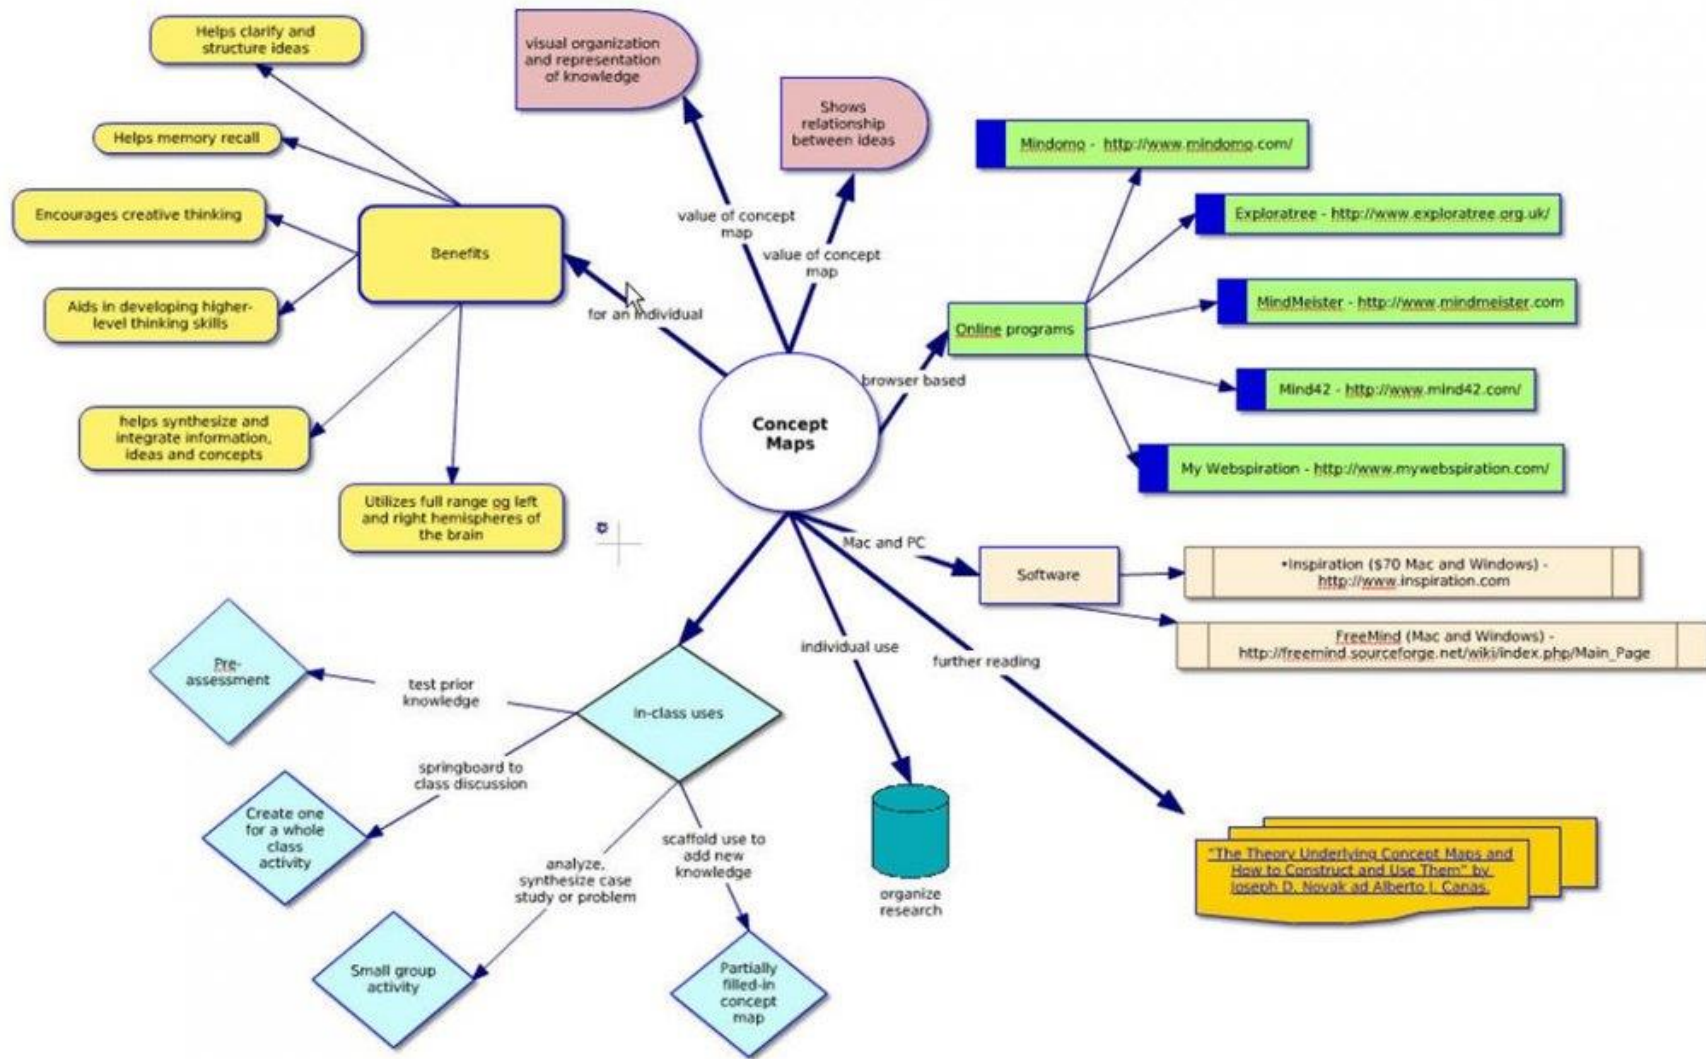 Helps clarify and
structure ideas
Helps memory recall
Encourages creative thinking
Aids in developing higher-
level thinking skills
helps synthesize and
integrate information,
ideas and concepts
Utilizes full range og left
and right hemispheres of
the brain
Benefits
for an individual
visual organization
and representation
of knowledge
value of concept
map
Shows
relationship
between ideas
value of concept
map
Concept
Maps
browser based
Online programs
Mindomo - http://www.mindomo.com/
Exploratree - http://www.exploratree.org.uk/
MindMeister - http://www.mindmeister.com
Mind42 - http://www.mind42.com/
My Webspiration - http://www.mywebspiration.com/
Mac and PC
Software
•Inspiration ($70 Mac and Windows) -
http://www.inspiration.com
FreeMind (Mac and Windows) -
http://freemind.sourceforge.net/wiki/index.php/Main_Page
further reading
"The Theory Underlying Concept Maps and
How to Construct and Use Them" by
Joseph D. Novak ad Alberto J. Canas.
individual use
organize
research
In-class uses
test prior
knowledge
Pre-
assessment
springboard to
class discussion
Create one
for a whole
class
activity
analyze,
synthesize case
study or problem
Small group
activity
scaffold use to
add new
knowledge
Partially
filled-in
concept
map